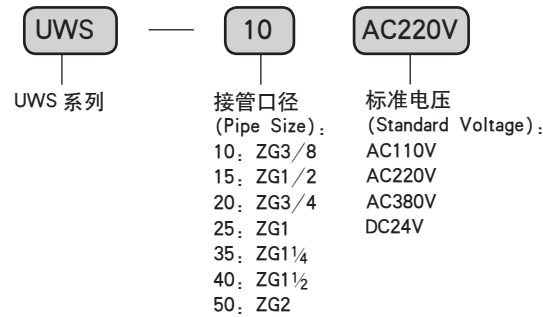 UWS — 10 AC220V
UWS 系列
接管口径
(Pipe Size):
10: ZG3/8
15: ZG1/2
20: ZG3/4
25: ZG1
35: ZG1¼
40: ZG1½
50: ZG2
标准电压
(Standard Voltage):
AC110V
AC220V
AC380V
DC24V